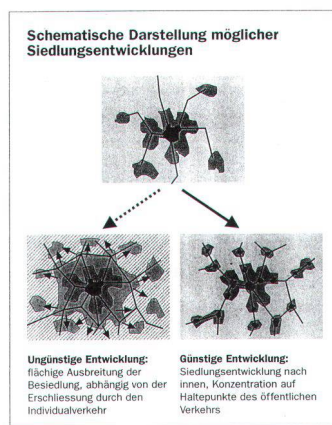 Schematische Darstellung möglicher
Siedlungsentwicklungen
Ungünstige Entwicklung:
flächige Ausbreitung der
Besiedlung, abhängig von der
Erschliessung durch den
Individualverkehr
Günstige Entwicklung:
Siedlungsentwicklung nach
innen, Konzentration auf
Haltepunkte des öffentlichen
Verkehrs